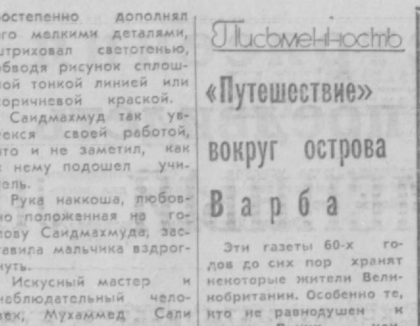 остепенно дополнял
го мелкими деталями,
штриховал светотенью,
обводя рисунок сплош-
ной тонкой линией или
коричневой краской.
Саидмахмуд так ув-
екся своей работой,
что и не заметил, как
к нему подошел учи-
ель.
Рука наккоша, любов-
но положенная на го-
лову Саидмахмуда, зас-
тавила мальчика вздрог-
нуть.
Искусный мастер и
наблюдательный чело-
век, Мухаммед Сали
Письменность
«Путешествие»
вокруг острова
Варба
Эти газеты 60-х го-
дов до сих пор хранят
некоторые жители Вели-
кобритании. Особенно те,
кто не равнодушен к